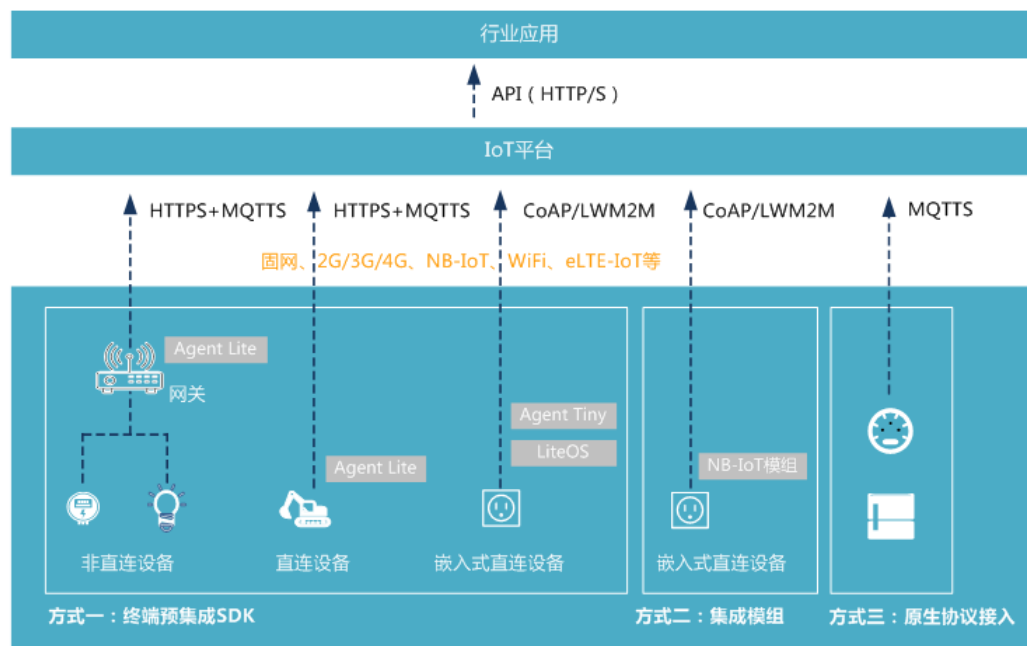 行业应用
API（HTTP/S）
IoT平台
HTTPS+MQTTS
HTTPS+MQTTS
CoAP/LWM2M
CoAP/LWM2M
MQTTS
固网、2G/3G/4G、NB-IoT、WiFi、eLTE-IoT等
Agent Lite
网关
Agent Tiny
LiteOS
Agent Lite
NB-IoT模组
非直连设备
直连设备
嵌入式直连设备
嵌入式直连设备
方式一：终端预集成SDK
方式二：集成模组
方式三：原生协议接入